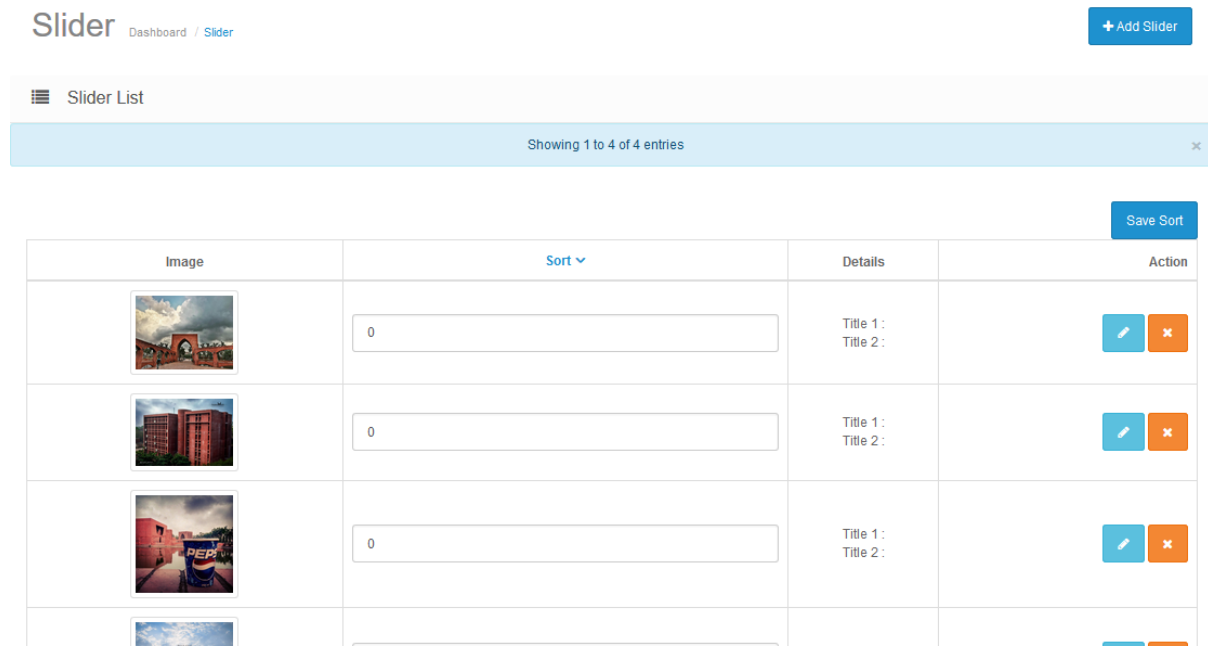 Slider Dashboard / Slider
+ Add Slider
Slider List
Showing 1 to 4 of 4 entries
×
Save Sort
Image Sort Details Action
0
Title 1 :
Title 2 :
0
Title 1 :
Title 2 :
PEPS
0
Title 1 :
Title 2 :